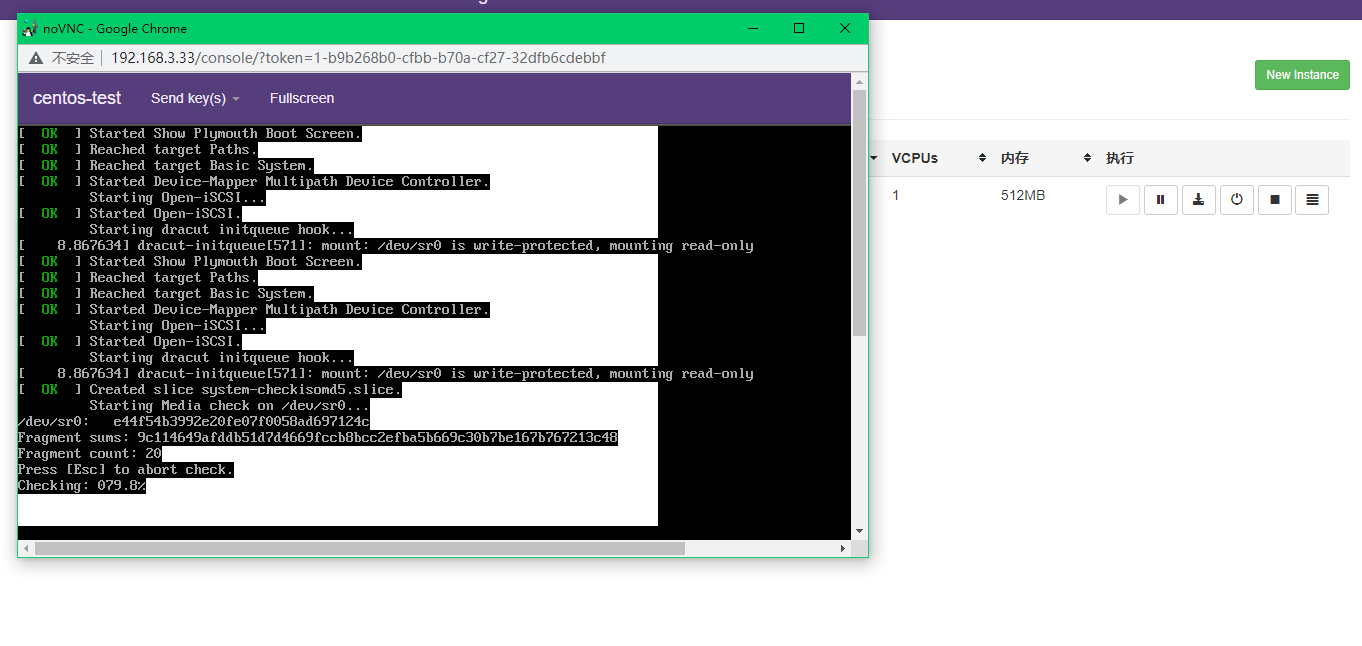 noVNC - Google Chrome
不安全 192.168.3.33/console/?token=1-b9b268b0-cfbb-b70a-cf27-32dfb6cdebbf
centos-test Send key(s) Fullscreen
New Instance
VCPUs 内存 执行
1 512MB
[  OK  ] Started Show Plymouth Boot Screen.
[  OK  ] Reached target Paths.
[  OK  ] Reached target Basic System.
[  OK  ] Started Device-Mapper Multipath Device Controller.
Starting Open-iSCSI...
[  OK  ] Started Open-iSCSI.
Starting dracut initqueue hook...
[    8.867634] dracut-initqueue[571]: mount: /dev/sr0 is write-protected, mounting read-only
[  OK  ] Started Show Plymouth Boot Screen.
[  OK  ] Reached target Paths.
[  OK  ] Reached target Basic System.
[  OK  ] Started Device-Mapper Multipath Device Controller.
Starting Open-iSCSI...
[  OK  ] Started Open-iSCSI.
Starting dracut initqueue hook...
[    8.867634] dracut-initqueue[571]: mount: /dev/sr0 is write-protected, mounting read-only
[  OK  ] Created slice system-checkisomd5.slice.
Starting Media check on /dev/sr0...
/dev/sr0:   e44f54b3992e20fe07f0058ad697124c
Fragment sums: 9c114649afddb51d7d4669fccb8bcc2efba5b669c30b7be167b767213c48
Fragment count: 20
Press [Esc] to abort check.
Checking: 079.8%